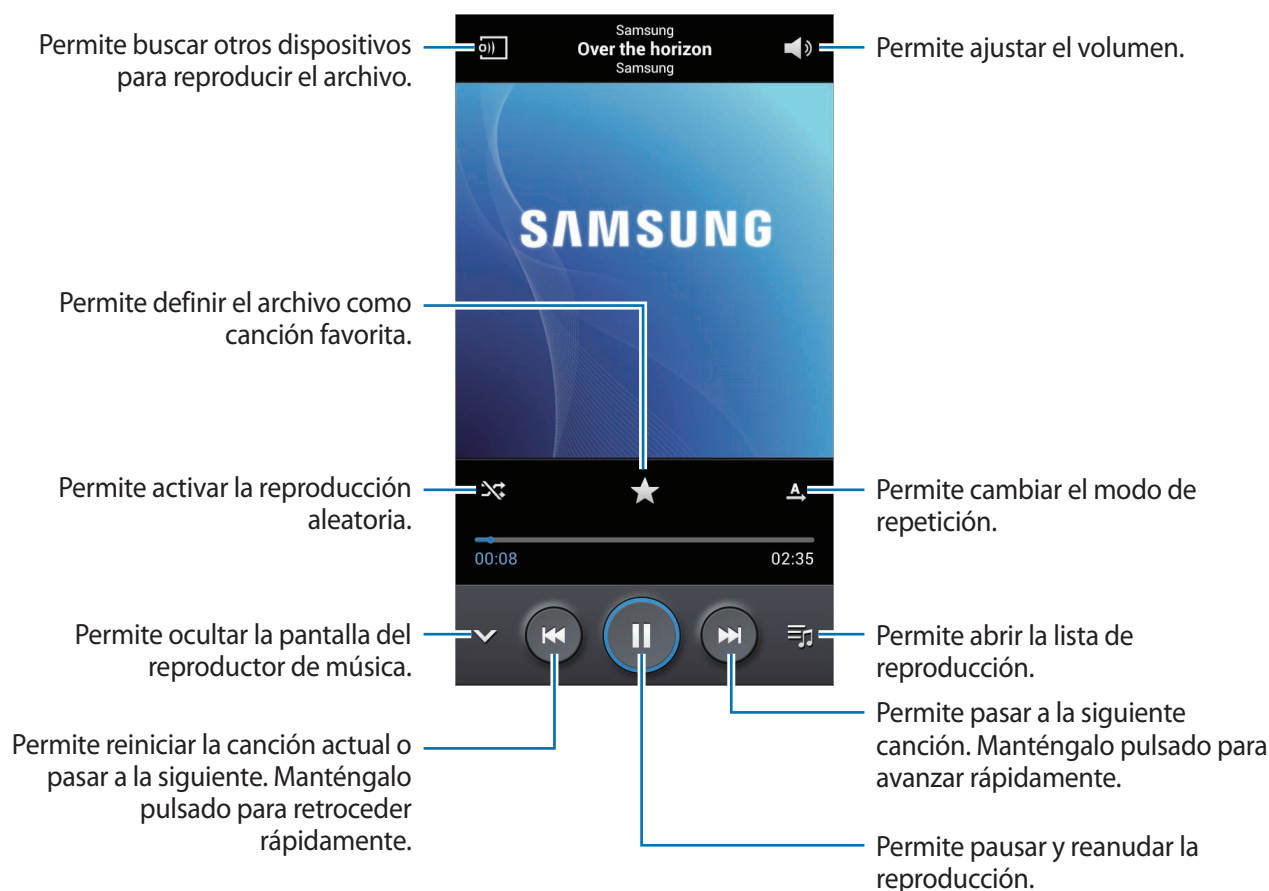 Permite buscar otros dispositivos
para reproducir el archivo.
Samsung
Over the horizon
Samsung
Permite ajustar el volumen.
SAMSUNG
Permite definir el archivo como
canción favorita.
Permite activar la reproducción
aleatoria.
A
Permite cambiar el modo de
repetición.
00:08
02:35
Permite ocultar la pantalla del
reproductor de música.
Permite abrir la lista de
reproducción.
Permite reiniciar la canción actual o
pasar a la siguiente. Manténgalo
pulsado para retroceder
rápidamente.
Permite pasar a la siguiente
canción. Manténgalo pulsado para
avanzar rápidamente.
Permite pausar y reanudar la
reproducción.